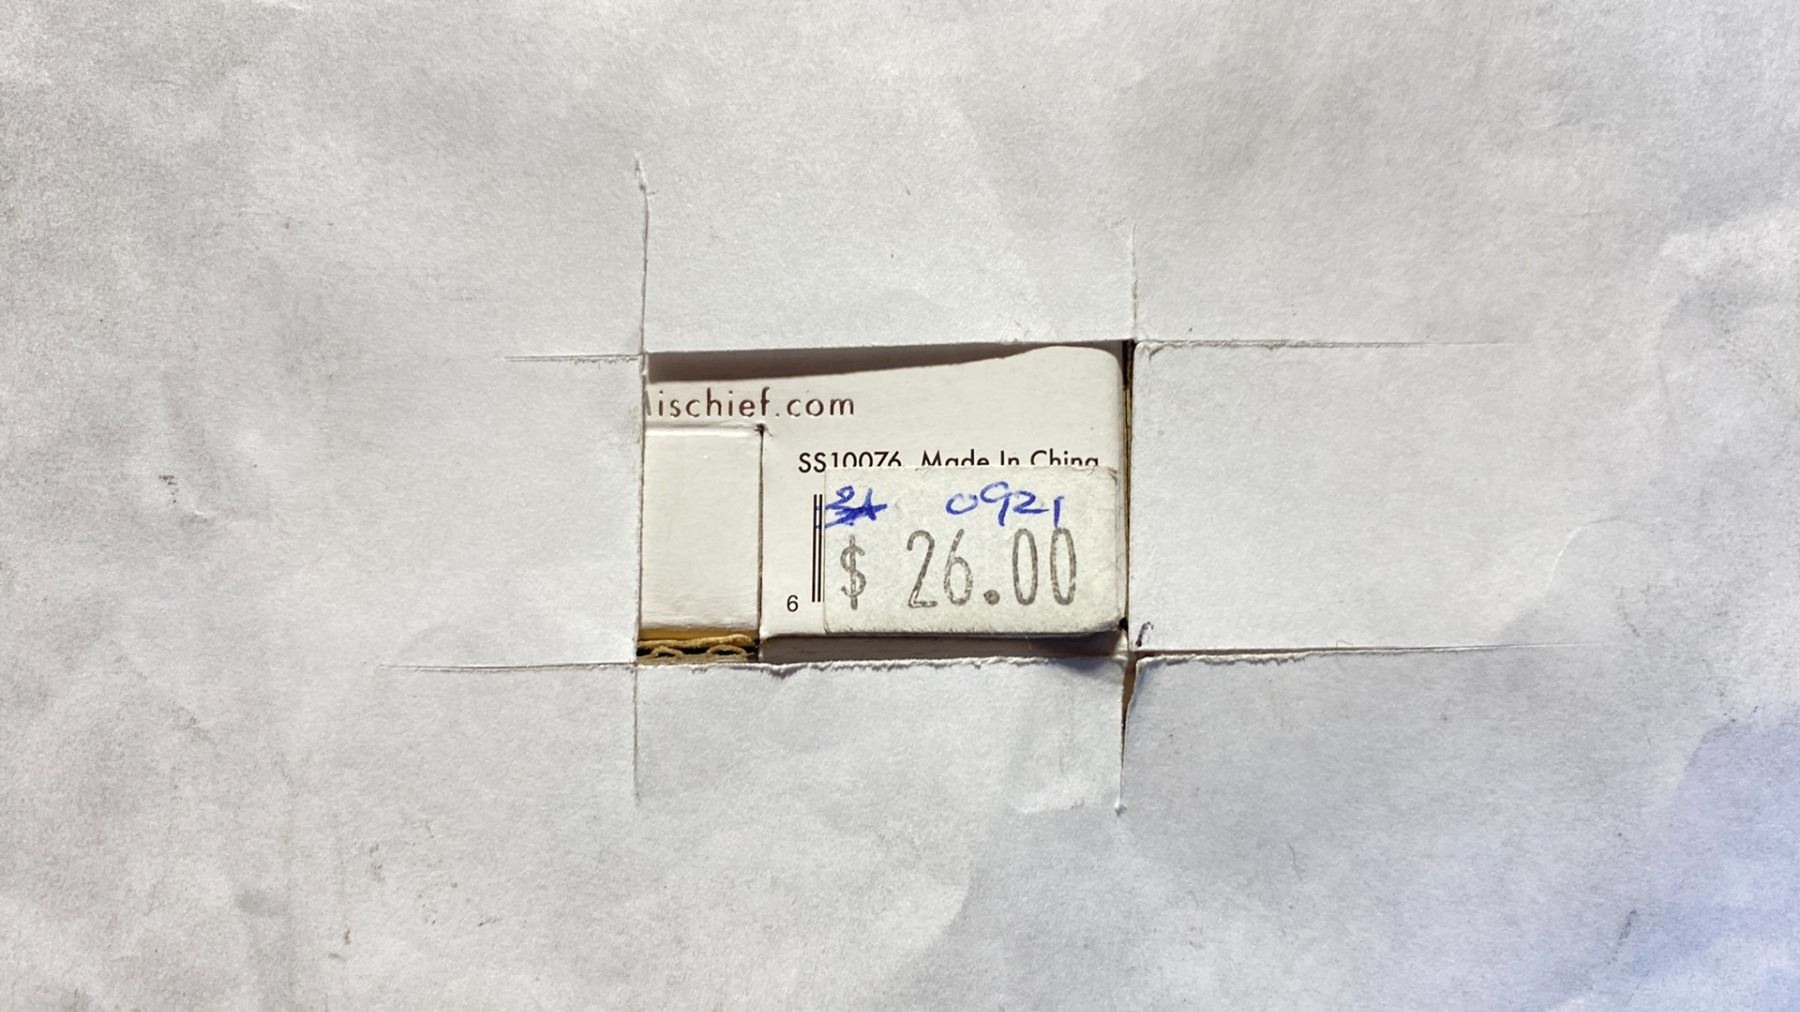 ischief.com
SS10076 Made In China
0921
$ 26.00
6